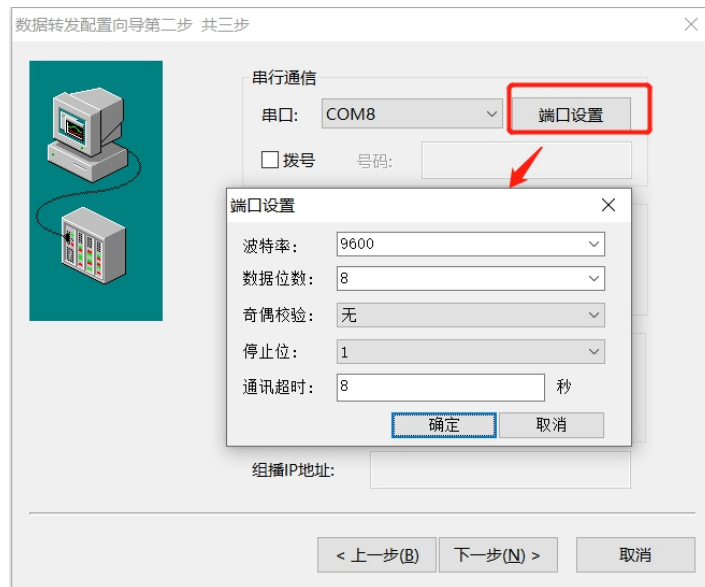 数据转发配置向导第二步 共三步
串行通信
串口: COM8 端口设置
拨号 号码:
端口设置
波特率: 9600
数据位数: 8
奇偶校验: 无
停止位: 1
通讯超时: 8 秒
确定 取消
组播IP地址:
< 上一步(B) 下一步(N) > 取消